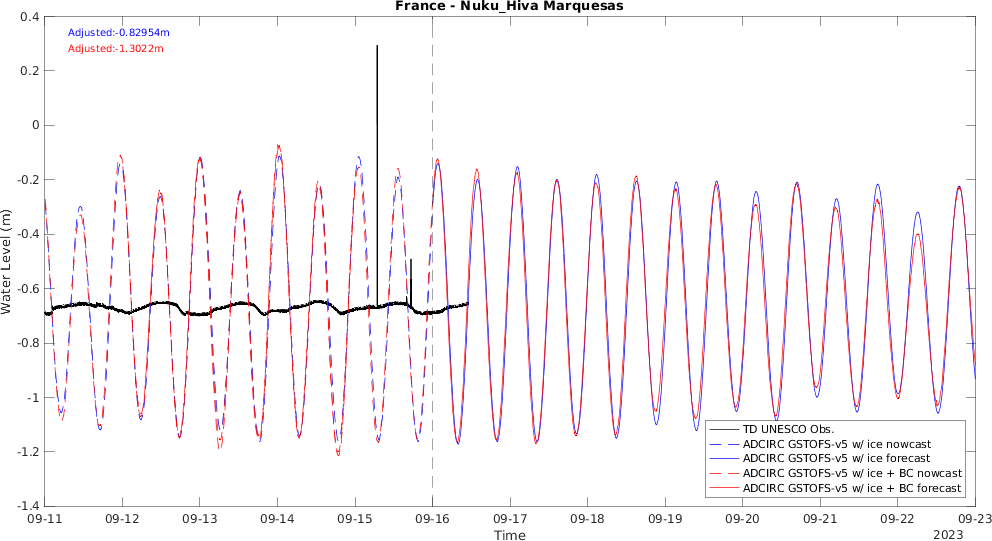 France - Nuku_Hiva Marquesas
Adjusted:-0.82954m
Adjusted:-1.3022m
0.4
0.2
0
-0.2
-0.4
-0.6
-0.8
-1
-1.2
-1.4
Water Level (m)
TD UNESCO Obs.
ADCIRC GSTOFS-v5 w/ ice nowcast
ADCIRC GSTOFS-v5 w/ ice forecast
ADCIRC GSTOFS-v5 w/ ice + BC nowcast
ADCIRC GSTOFS-v5 w/ ice + BC forecast
09-11 09-12 09-13 09-14 09-15 09-16 09-17 09-18 09-19 09-20 09-21 09-22 09-23
Time
2023